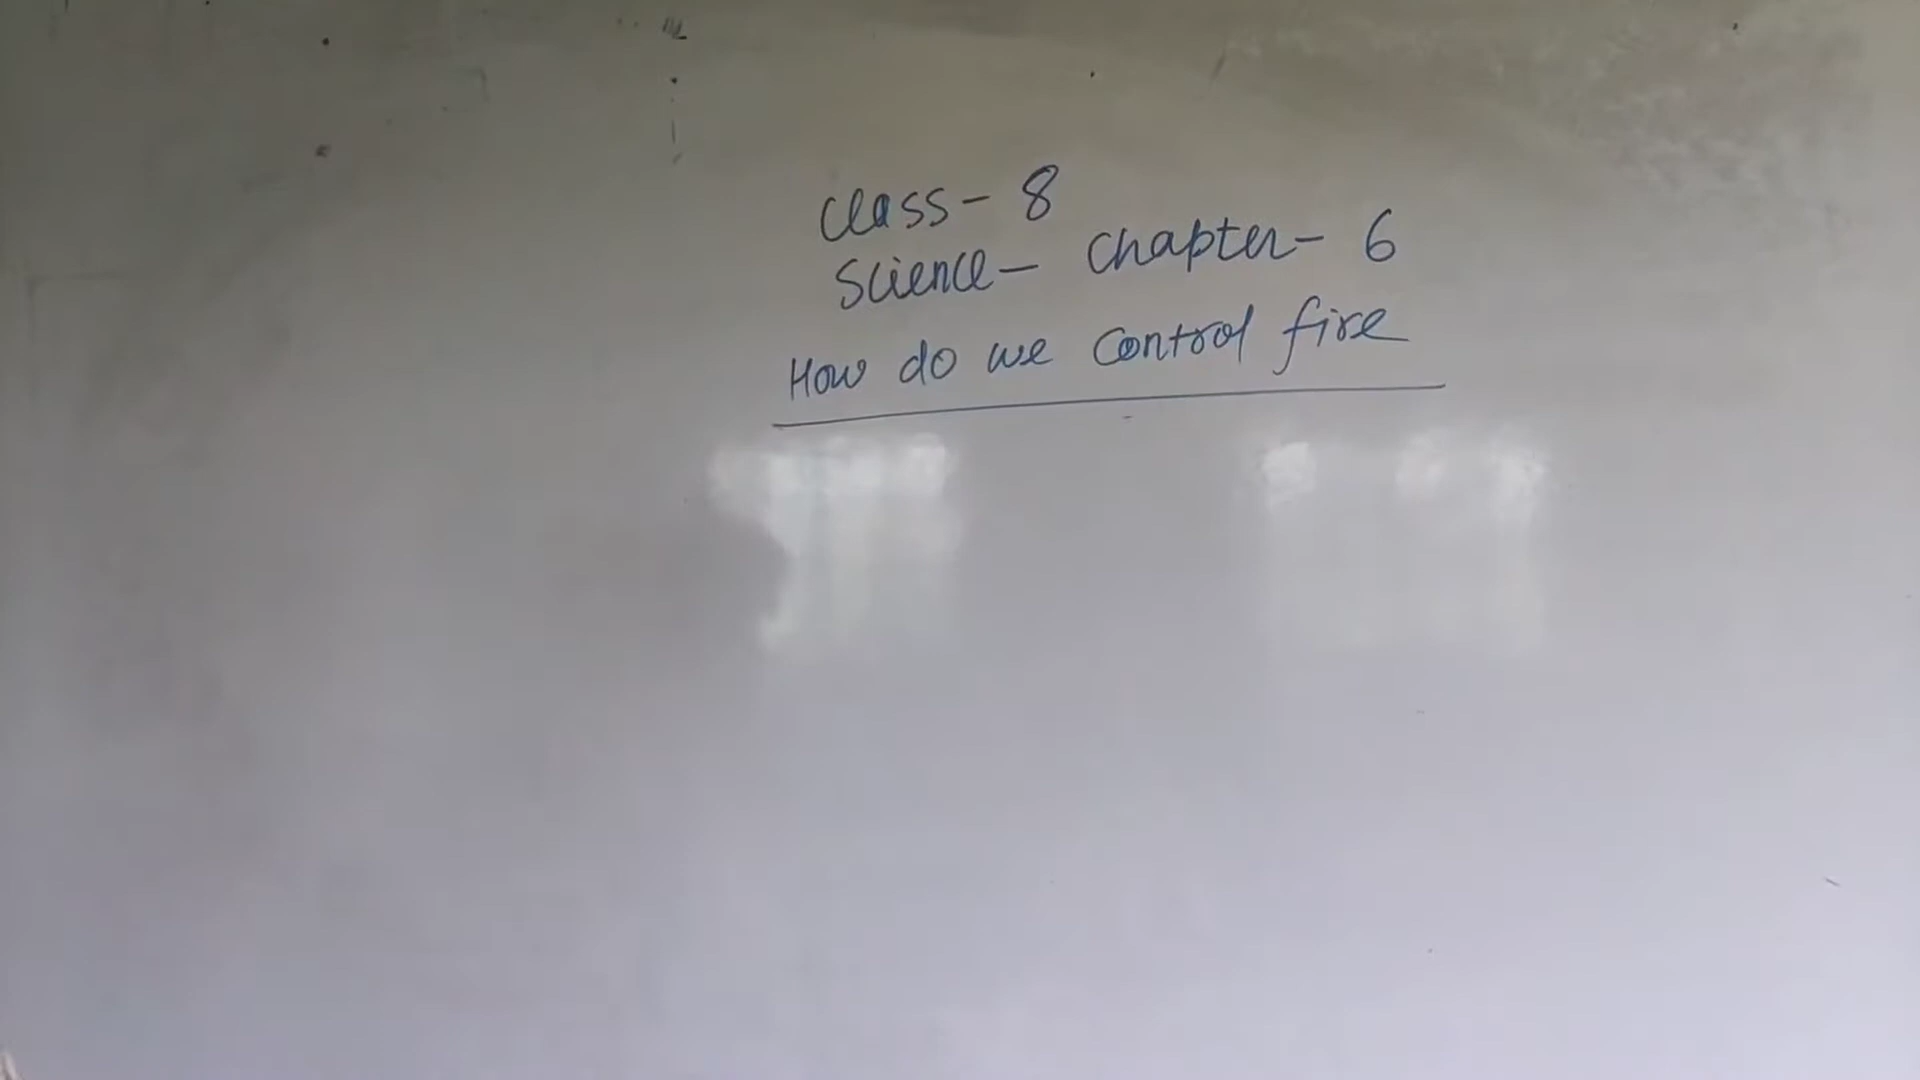 Class - 8
Science - Chapter - 6
How do we control fire